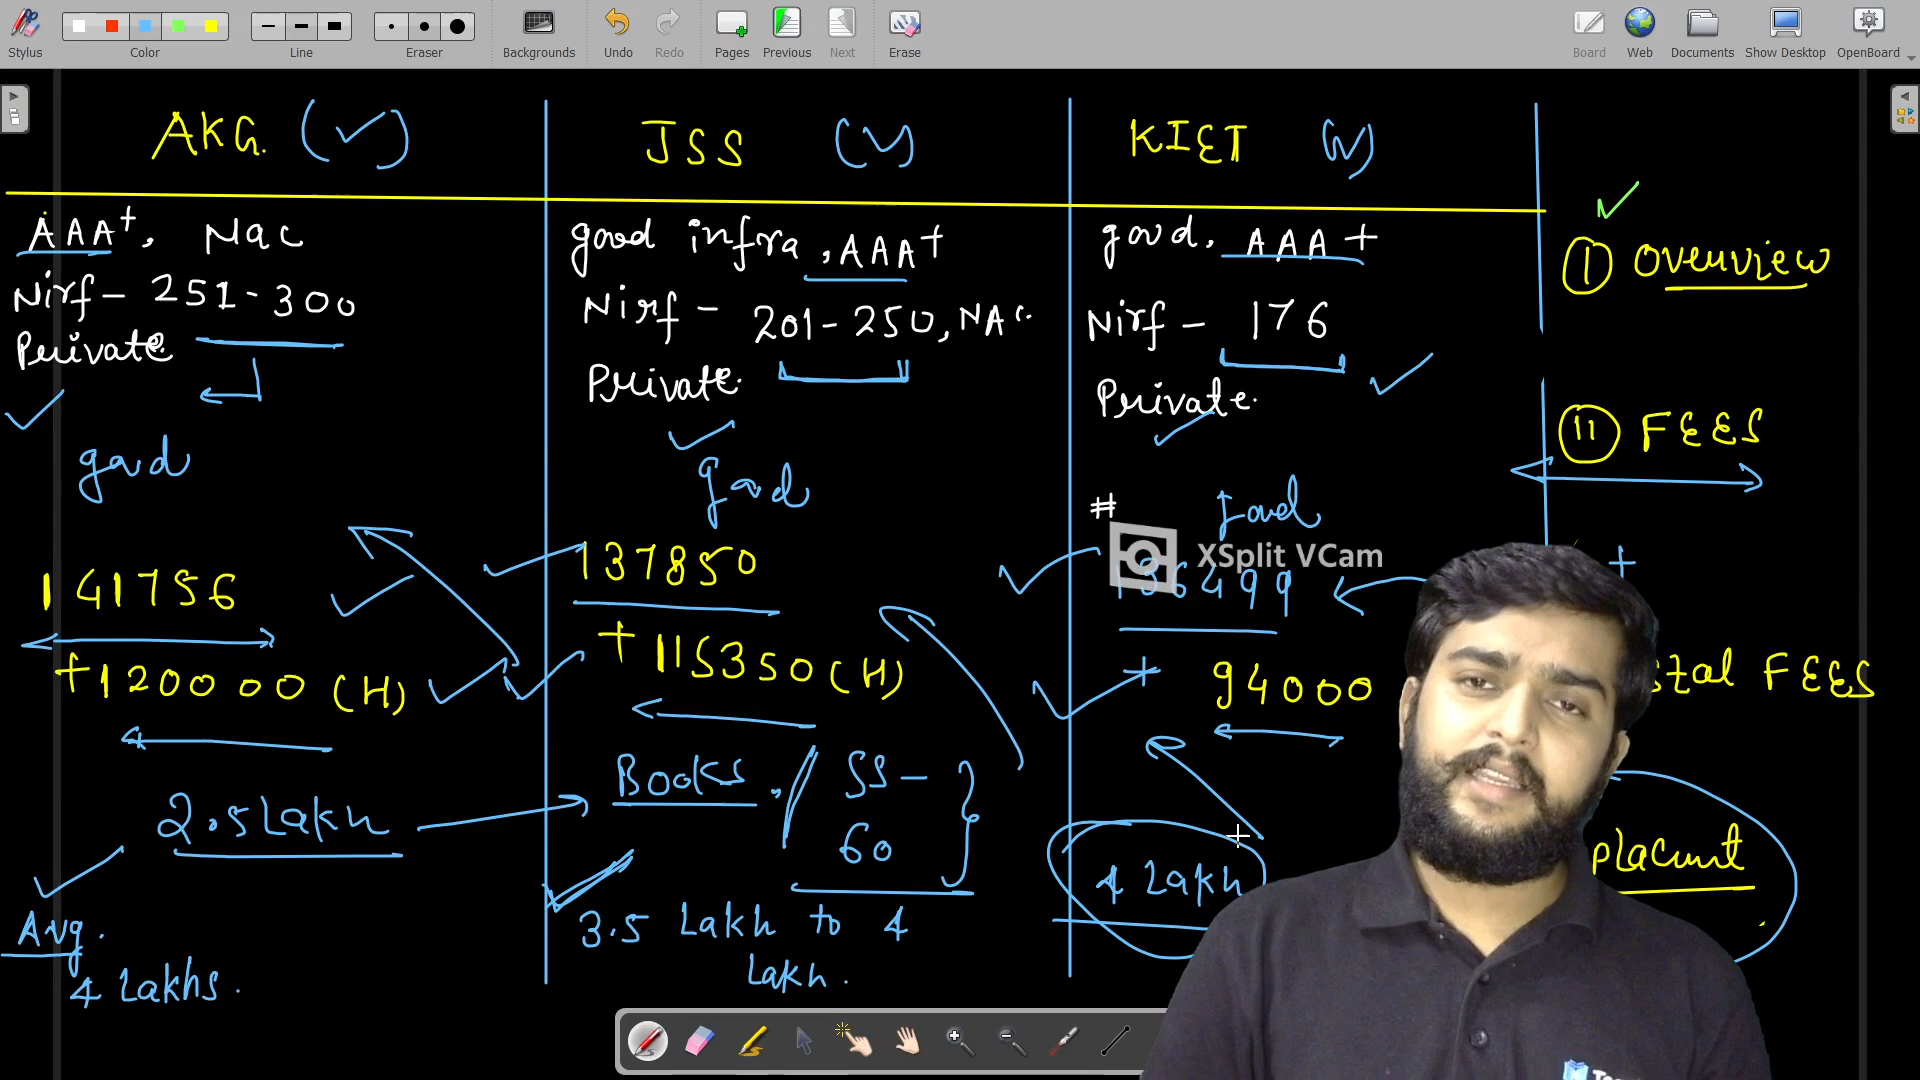 Stylus Color Line Eraser Backgrounds Undo Redo Pages Previous Next Erase Board Web Documents Show Desktop OpenBoard
AKG. JSS KIET
AAA+, Nac
Nirf - 251-300
Private
good
141756
+120000 (H)
2.5 Lakh
Avg.
4 Lakhs.
good infra, AAA+
Nirf - 201-250, NAC.
Private.
good
137850
+115350 (H)
Books, SS-
60
3.5 Lakh to 4
Lakh.
good. AAA+
Nirf - 176
Private.
# good
XSplit VCam
136499
+ 94000
4 Lakh
I Overview
II FEES
+
FEES